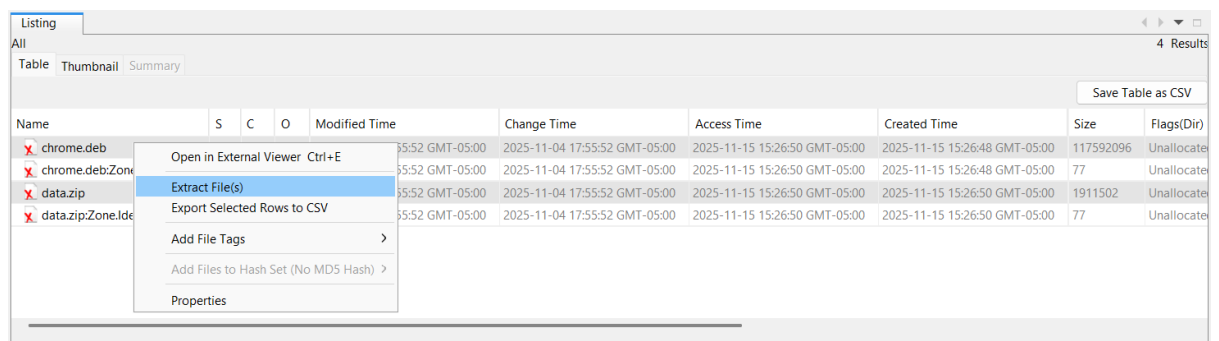 Listing
All 4 Results
Table Thumbnail Summary
Save Table as CSV
Name S C O Modified Time Change Time Access Time Created Time Size Flags(Dir)
chrome.deb 55:52 GMT-05:00 2025-11-04 17:55:52 GMT-05:00 2025-11-15 15:26:50 GMT-05:00 2025-11-15 15:26:48 GMT-05:00 117592096 Unallocate
chrome.deb:Zone 55:52 GMT-05:00 2025-11-04 17:55:52 GMT-05:00 2025-11-15 15:26:50 GMT-05:00 2025-11-15 15:26:48 GMT-05:00 77 Unallocate
data.zip 55:52 GMT-05:00 2025-11-04 17:55:52 GMT-05:00 2025-11-15 15:26:50 GMT-05:00 2025-11-15 15:26:50 GMT-05:00 1911502 Unallocate
data.zip:Zone.Ide 55:52 GMT-05:00 2025-11-04 17:55:52 GMT-05:00 2025-11-15 15:26:50 GMT-05:00 2025-11-15 15:26:50 GMT-05:00 77 Unallocate
Open in External Viewer Ctrl+E
Extract File(s)
Export Selected Rows to CSV
Add File Tags
Add Files to Hash Set (No MD5 Hash)
Properties